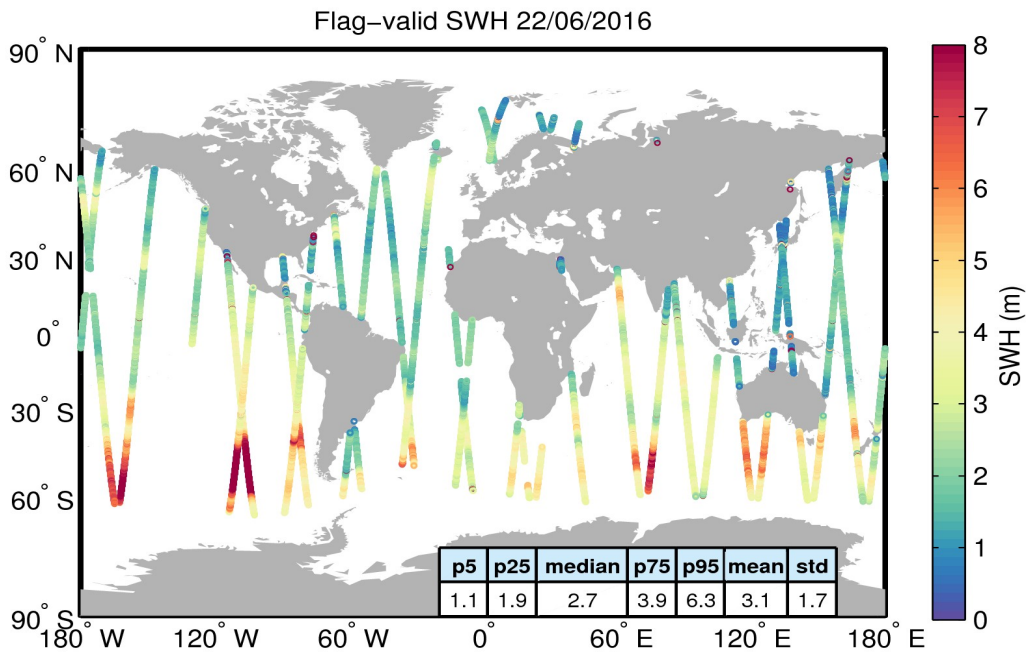 Flag−valid SWH 22/06/2016
90° N
60° N
30° N
0°
30° S
60° S
90° S
180° W
120° W
60° W
0°
60° E
120° E
180° E
p5 p25 median p75 p95 mean std
1.1 1.9 2.7 3.9 6.3 3.1 1.7
8
7
6
5
4
3
2
1
0
SWH (m)